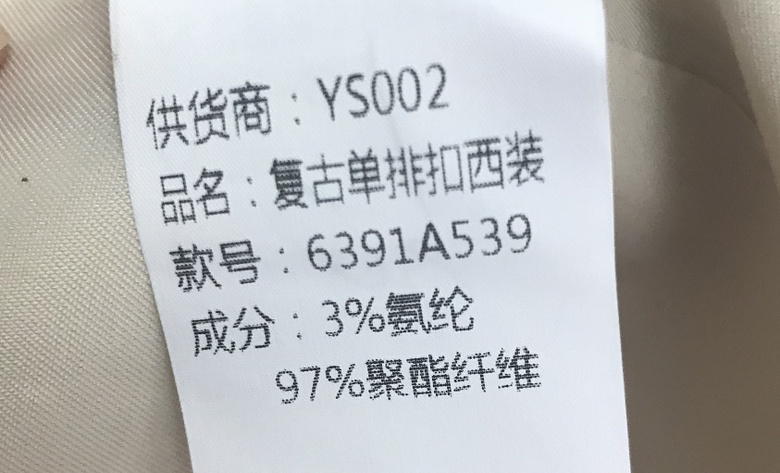 供货商：YS002
品名：复古单排扣西装
款号：6391A539
成分：3%氨纶
97%聚酯纤维